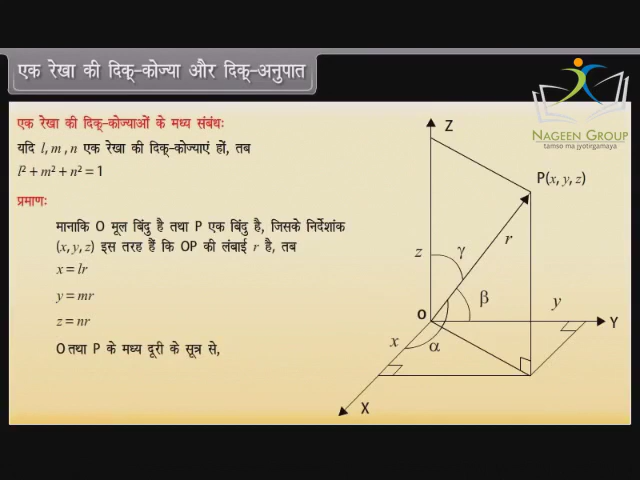 एक रेखा की दिक्-कोज्या और दिक्-अनुपात
NAGEEN GROUP
tamso ma jyotirgamaya
एक रेखा की दिक्-कोज्याओं के मध्य संबंधः
यदि l, m, n एक रेखा की दिक्-कोज्याएं हों, तब
l² + m² + n² = 1
प्रमाणः
मानाकि O मूल बिंदु है तथा P एक बिंदु है, जिसके निर्देशांक
(x, y, z) इस तरह हैं कि OP की लंबाई r है, तब
x = lr
y = mr
z = nr
O तथा P के मध्य दूरी के सूत्र से,
Z
P(x, y, z)
r
z
γ
β
y
O
Y
x
α
X